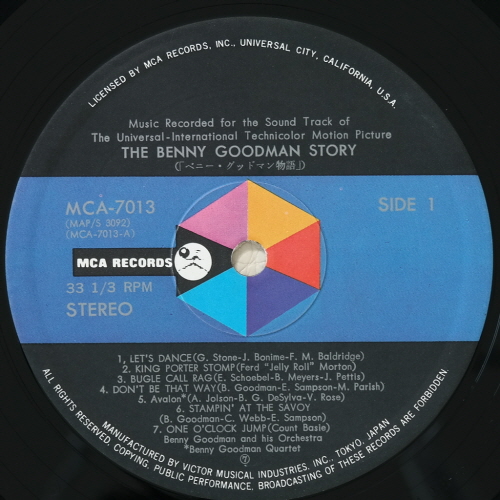 LICENSED BY MCA RECORDS, INC., UNIVERSAL CITY, CALIFORNIA, U.S.A.
Music Recorded for the Sound Track of
The Universal-International Technicolor Motion Picture
THE BENNY GOODMAN STORY
(「ベニー・グッドマン物語」)
MCA-7013
(MAP/S 3092)
(MCA-7013-A)
SIDE 1
MCA RECORDS
33 1/3 RPM
STEREO
1, LET'S DANCE(G. Stone-J. Bonime-F. M. Baldridge)
2. KING PORTER STOMP(Ferd "Jelly Roll" Morton)
3. BUGLE CALL RAG(E. Schoebel-B. Meyers-J. Pettis)
4. DON'T BE THAT WAY(B. Goodman-E. Sampson-M. Parish)
5. Avalon*(A. Jolson-B. G. DeSylva-V. Rose)
6. STAMPIN' AT THE SAVOY
(B. Goodman-C. Webb-E. Sampson)
7. ONE O'CLOCK JUMP(Count Basie)
Benny Goodman and his Orchestra
*Benny Goodman Quartet
ALL RIGHTS RESERVED. COPYING, PUBLIC PERFORMANCE. BROADCASTING OF THESE RECORDS ARE FORBIDDEN.
MANUFACTURED BY VICTOR MUSICAL INDUSTRIES, INC., TOKYO, JAPAN